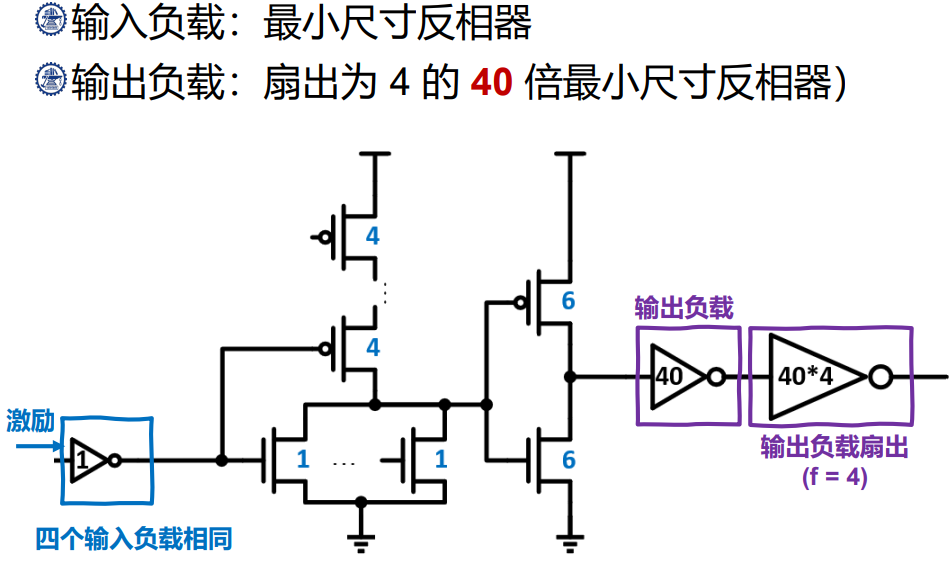 输入负载：最小尺寸反相器
输出负载：扇出为 4 的 40 倍最小尺寸反相器)
4
4
6
输出负载
40
40*4
激励
1
1
...
1
6
输出负载扇出
(f = 4)
四个输入负载相同